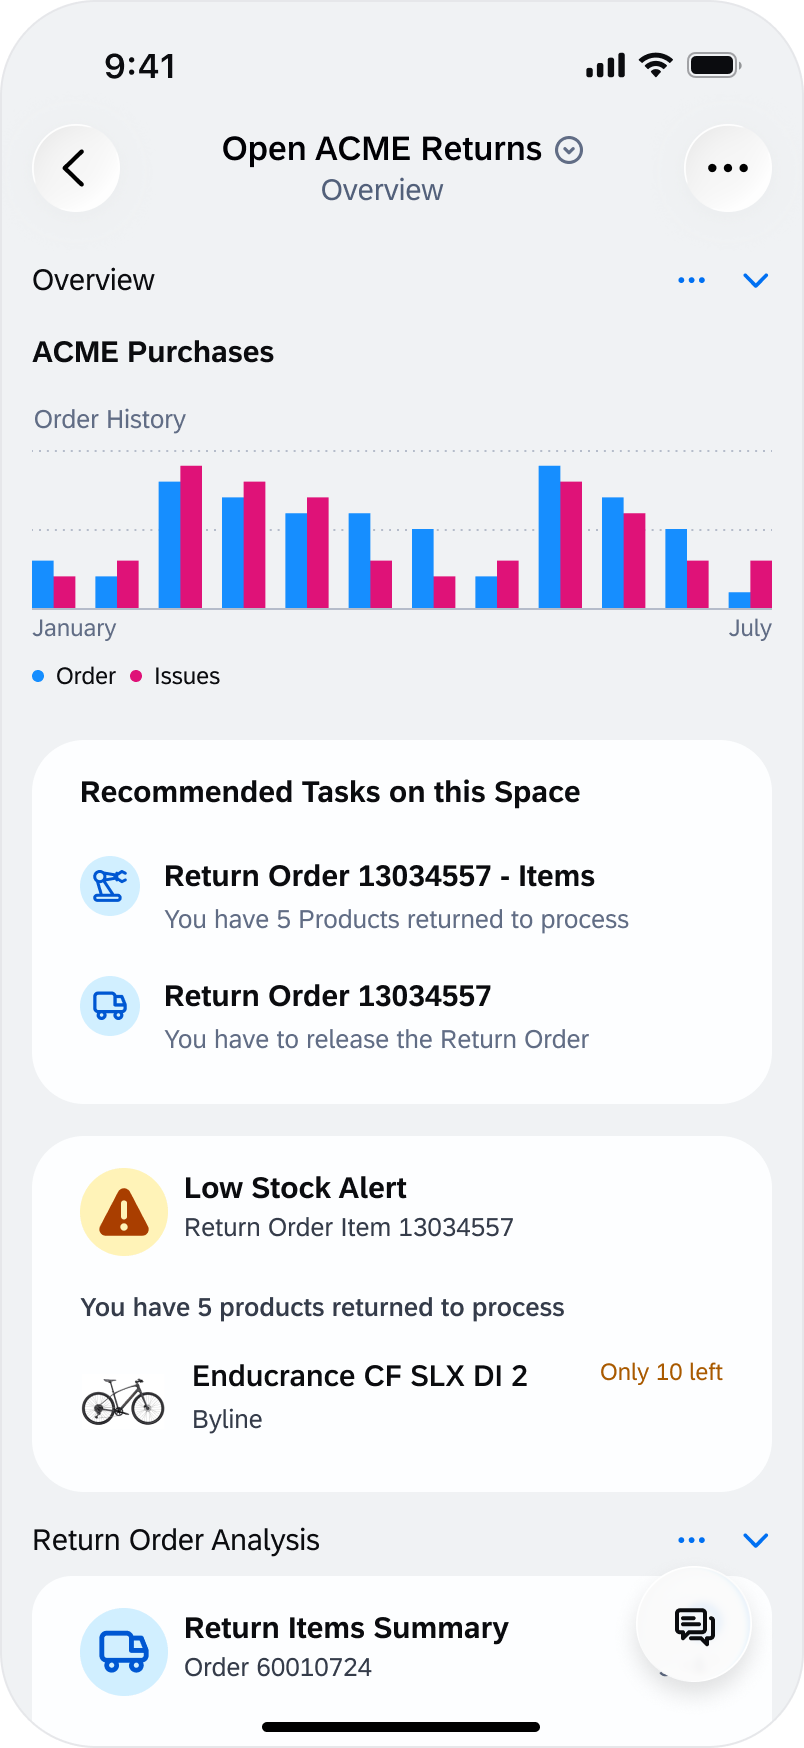 9:41
Open ACME Returns
Overview
Overview
ACME Purchases
Order History
January July
Order Issues
Recommended Tasks on this Space
Return Order 13034557 - Items
You have 5 Products returned to process
Return Order 13034557
You have to release the Return Order
Low Stock Alert
Return Order Item 13034557
You have 5 products returned to process
Enducrance CF SLX DI 2 Only 10 left
Byline
Return Order Analysis
Return Items Summary
Order 60010724